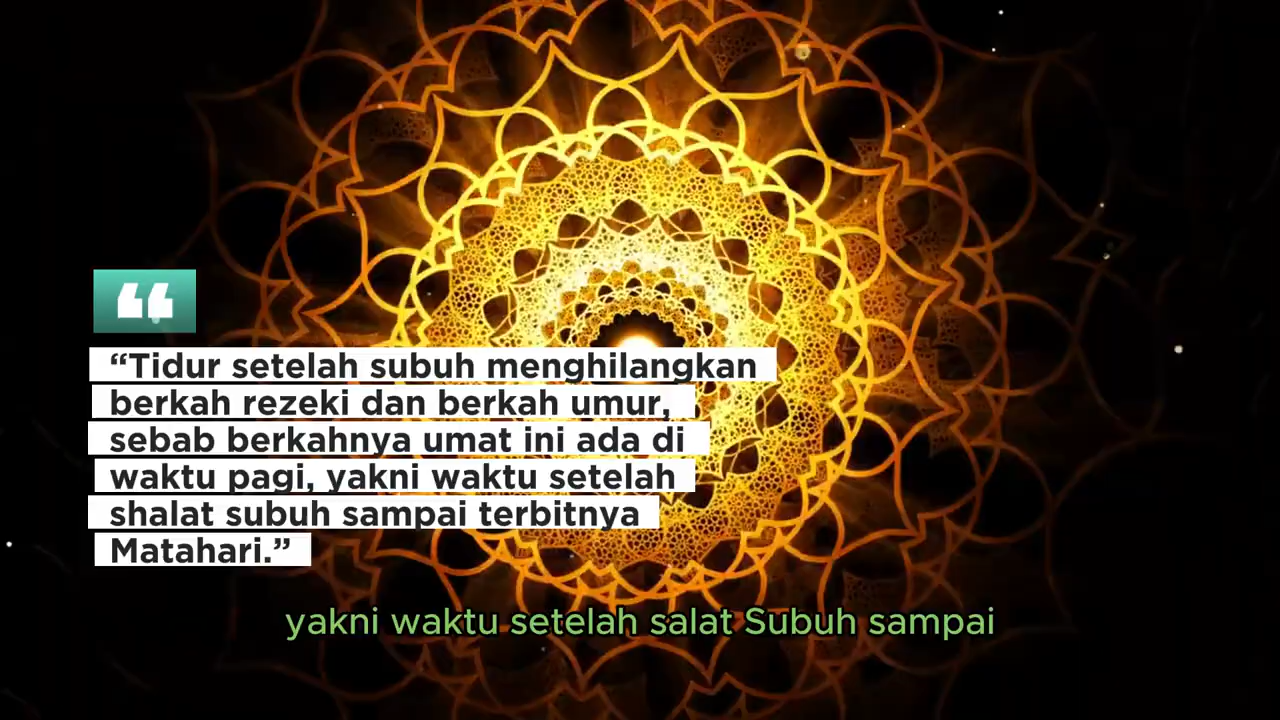 “Tidur setelah subuh menghilangkan
berkah rezeki dan berkah umur,
sebab berkahnya umat ini ada di
waktu pagi, yakni waktu setelah
shalat subuh sampai terbitnya
Matahari.”
yakni waktu setelah salat Subuh sampai